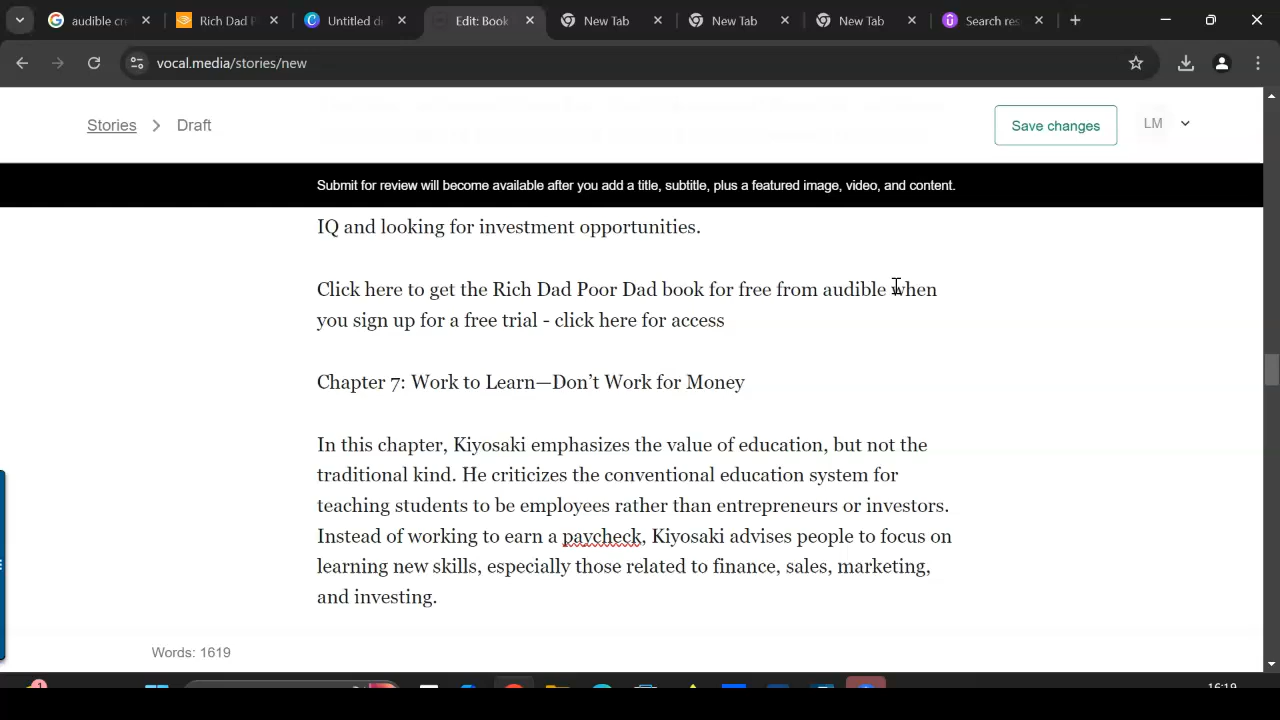 audible cr
Rich Dad P
Untitled d
Edit: Book
New Tab
New Tab
New Tab
Search res
vocal.media/stories/new
Stories
Draft
Save changes
LM
Submit for review will become available after you add a title, subtitle, plus a featured image, video, and content.
IQ and looking for investment opportunities.
Click here to get the Rich Dad Poor Dad book for free from audible when
you sign up for a free trial - click here for access
Chapter 7: Work to Learn—Don’t Work for Money
In this chapter, Kiyosaki emphasizes the value of education, but not the
traditional kind. He criticizes the conventional education system for
teaching students to be employees rather than entrepreneurs or investors.
Instead of working to earn a paycheck, Kiyosaki advises people to focus on
learning new skills, especially those related to finance, sales, marketing,
and investing.
Words: 1619
1
16:19